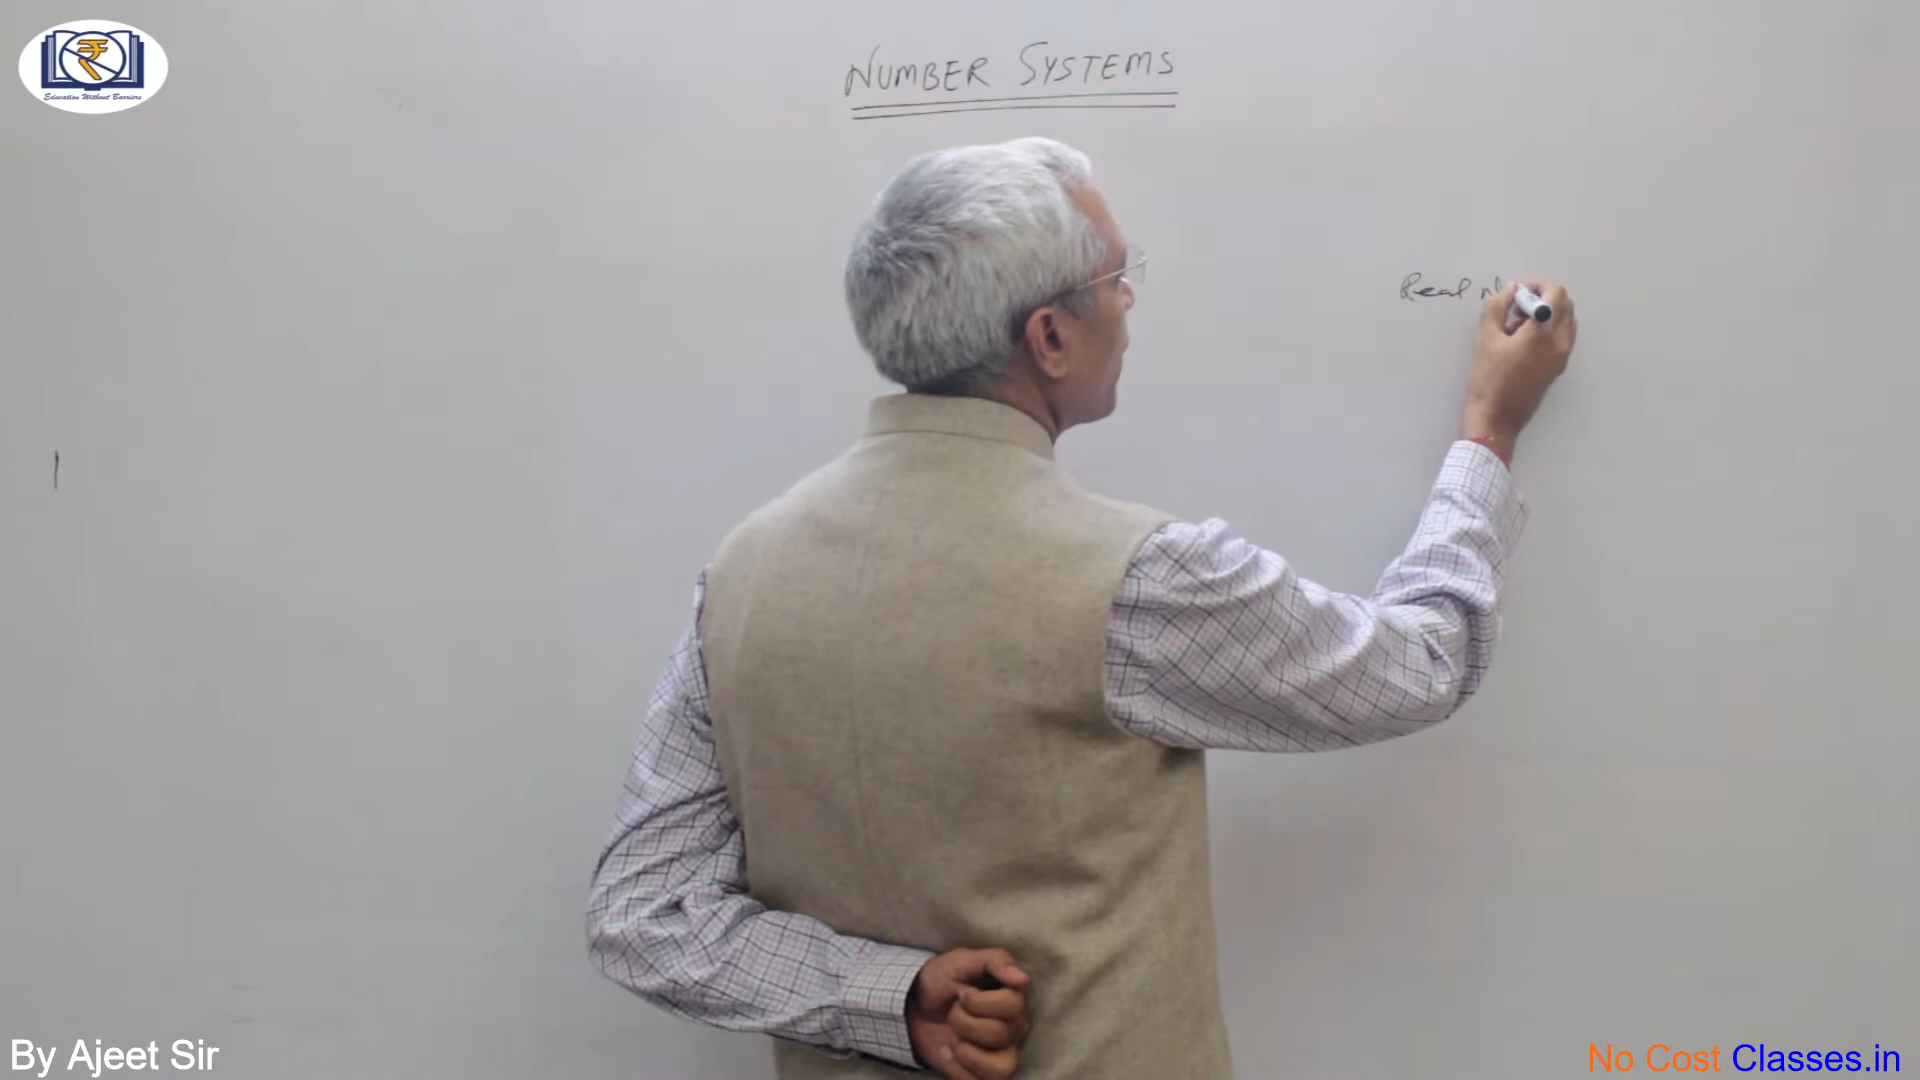 Education Without Barriers
NUMBER SYSTEMS
Real
By Ajeet Sir
No Cost Classes.in